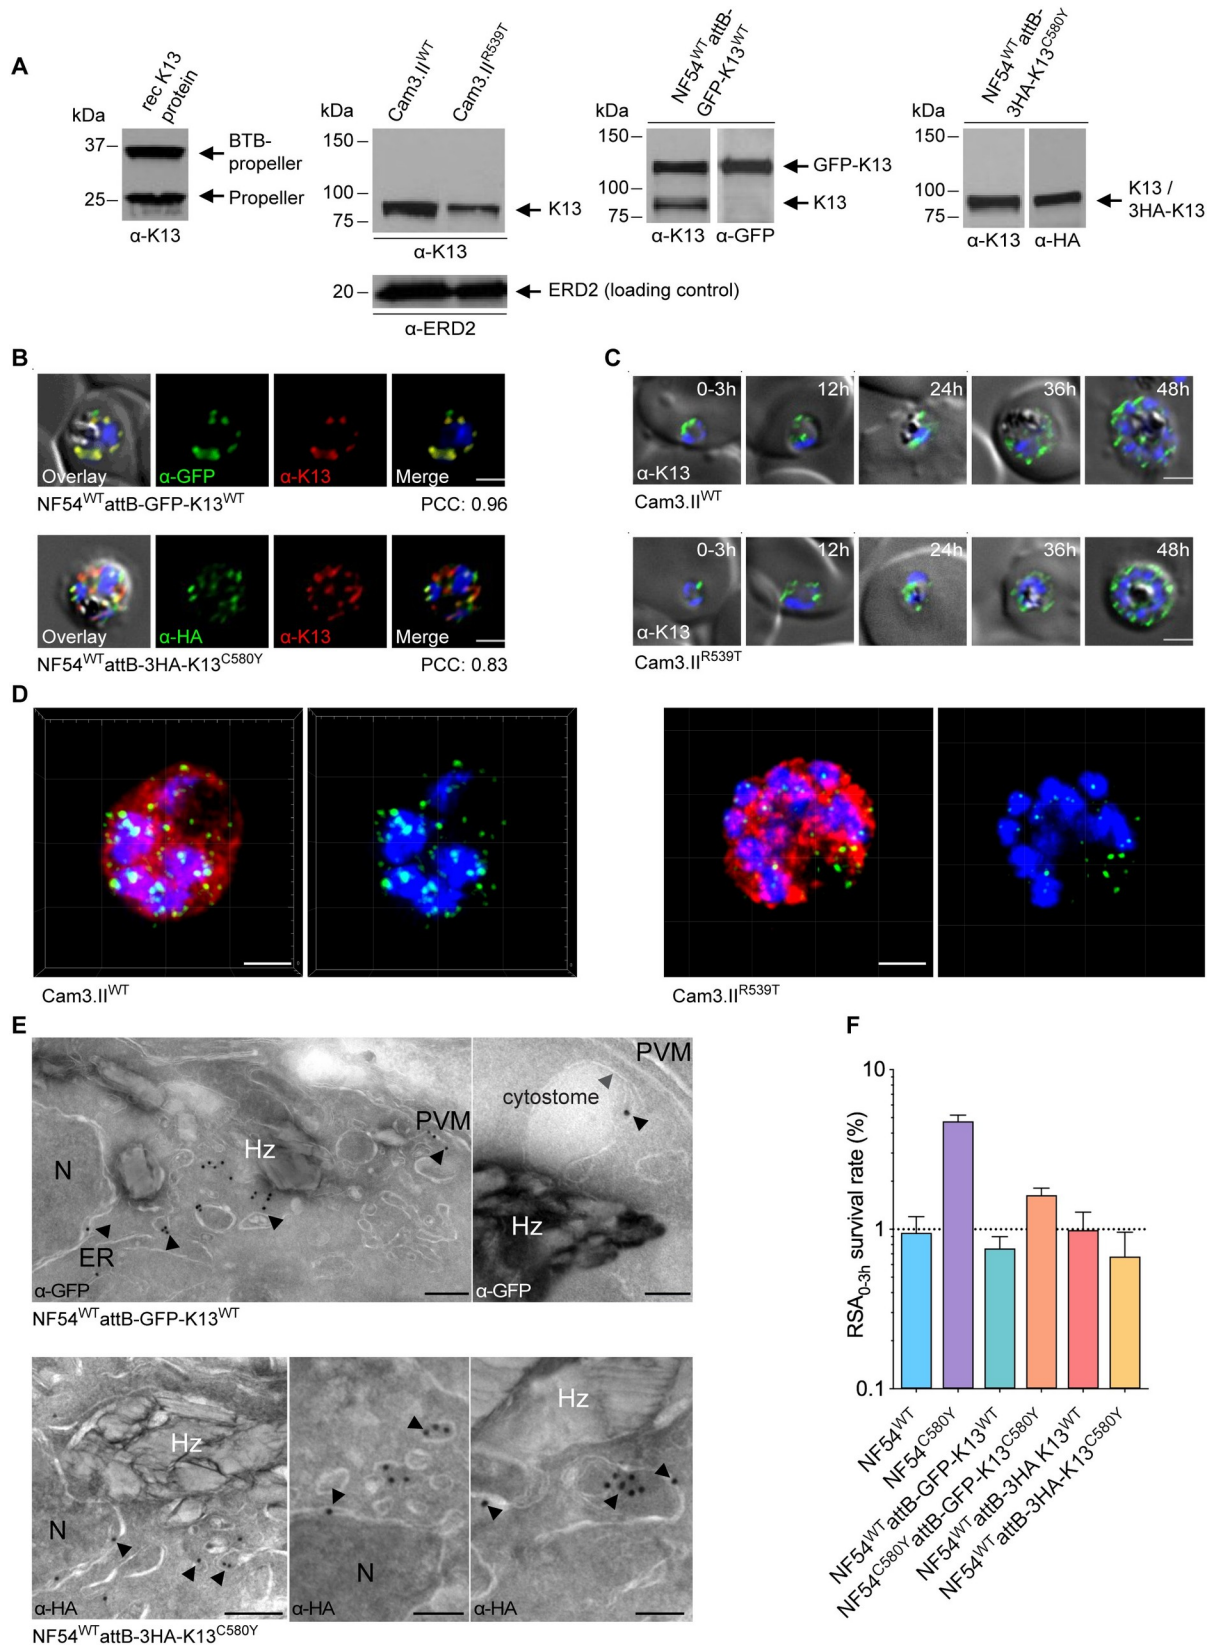 A
kDa
rec K13
protein
37
25
BTB-
propeller
Propeller
α-K13
kDa
Cam3.II^WT
Cam3.II^R539T
150
100
75
K13
α-K13
20
ERD2 (loading control)
α-ERD2
kDa
NF54^WT attB-
GFP-K13^WT
150
100
75
GFP-K13
K13
α-K13
α-GFP
kDa
NF54^WT attB-
3HA-K13^C580Y
150
100
75
K13 /
3HA-K13
α-K13
α-HA
B
Overlay
α-GFP
α-K13
Merge
NF54^WT attB-GFP-K13^WT
PCC: 0.96
Overlay
α-HA
α-K13
Merge
NF54^WT attB-3HA-K13^C580Y
PCC: 0.83
C
0-3h
12h
24h
36h
48h
α-K13
Cam3.II^WT
0-3h
12h
24h
36h
48h
α-K13
Cam3.II^R539T
D
Cam3.II^WT
Cam3.II^R539T
E
N
Hz
PVM
ER
α-GFP
PVM
cytostome
Hz
α-GFP
NF54^WT attB-GFP-K13^WT
Hz
N
α-HA
N
α-HA
Hz
α-HA
NF54^WT attB-3HA-K13^C580Y
F
RSA0-3h survival rate (%)
10
1
0.1
NF54^WT
NF54^C580Y
NF54^WT attB-GFP-K13^WT
NF54^C580Y attB-GFP-K13^C580Y
NF54^WT attB-3HA K13^WT
NF54^WT attB-3HA-K13^C580Y